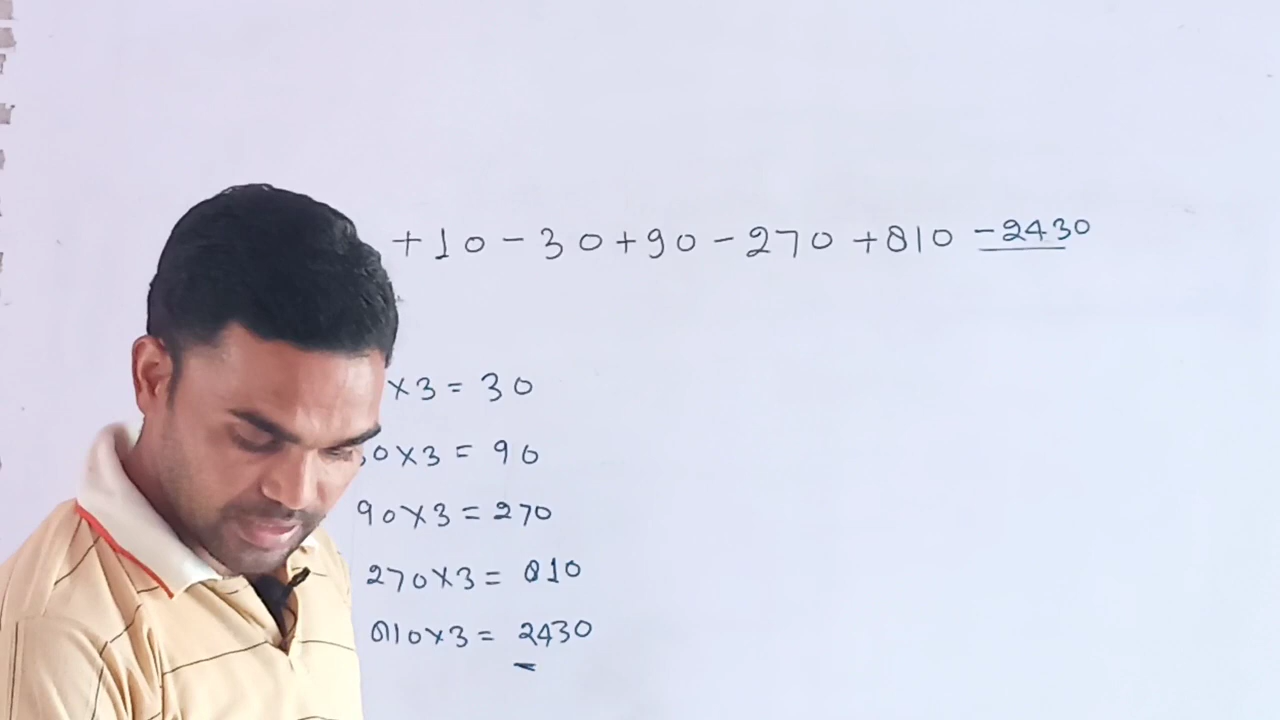 +10 -30 +90 -270 +810 -2430
×3 = 30
0×3 = 90
90×3 = 270
270×3 = 810
810×3 = 2430